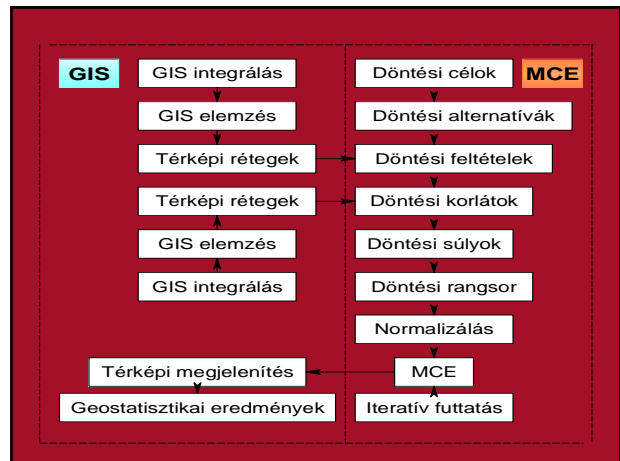 GIS
GIS integrálás
Döntési célok
MCE
GIS elemzés
Döntési alternatívák
Térképi rétegek
Döntési feltételek
Térképi rétegek
Döntési korlátok
GIS elemzés
Döntési súlyok
GIS integrálás
Döntési rangsor
Normalizálás
Térképi megjelenítés
MCE
Geostatisztikai eredmények
Iteratív futtatás